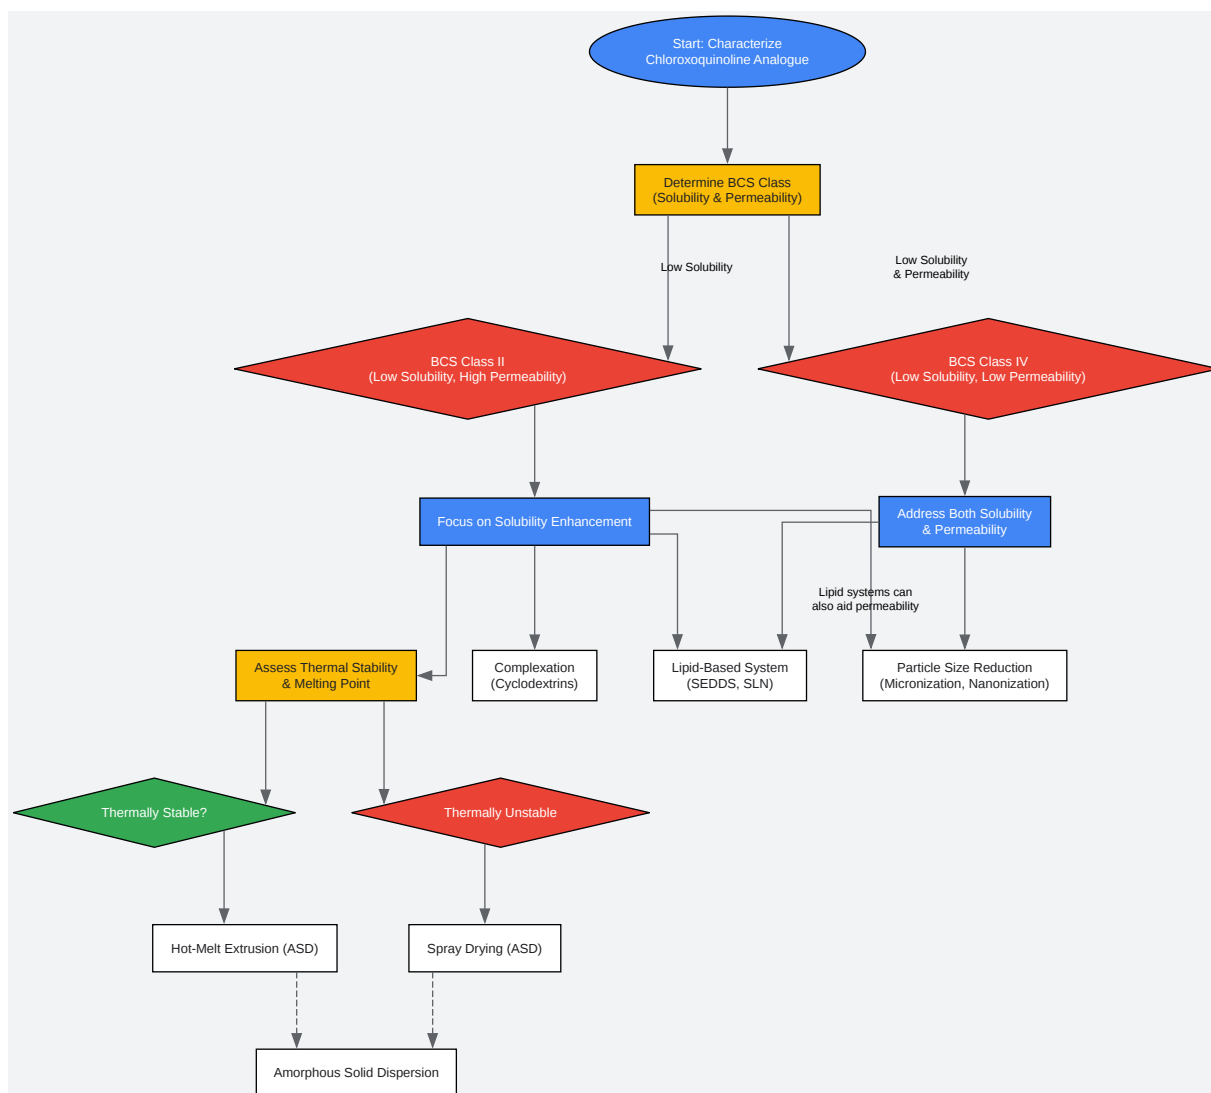 Start: Characterize
Chloroxoquinoline Analogue
Determine BCS Class
(Solubility & Permeability)
Low Solubility
Low Solubility
& Permeability
BCS Class II
(Low Solubility, High Permeability)
BCS Class IV
(Low Solubility, Low Permeability)
Focus on Solubility Enhancement
Address Both Solubility
& Permeability
Lipid systems can
also aid permeability
Assess Thermal Stability
& Melting Point
Complexation
(Cyclodextrins)
Lipid-Based System
(SEDDS, SLN)
Particle Size Reduction
(Micronization, Nanonization)
Thermally Stable?
Thermally Unstable
Hot-Melt Extrusion (ASD)
Spray Drying (ASD)
Amorphous Solid Dispersion